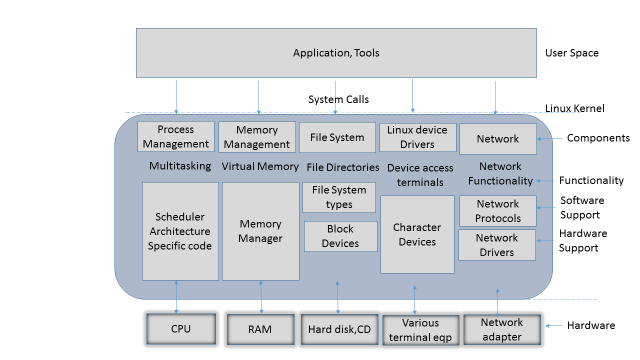 Application, Tools
User Space
System Calls
Linux Kernel
Process
Management
Memory
Management
File System
Linux device
Drivers
Network
Components
Multitasking
Virtual Memory
File Directories
Device access
terminals
Network
Functionality
Functionality
Scheduler
Architecture
Specific code
Memory
Manager
File System
types
Block
Devices
Character
Devices
Network
Protocols
Network
Drivers
Software
Support
Hardware
Support
CPU
RAM
Hard disk,CD
Various
terminal eqp
Network
adapter
Hardware